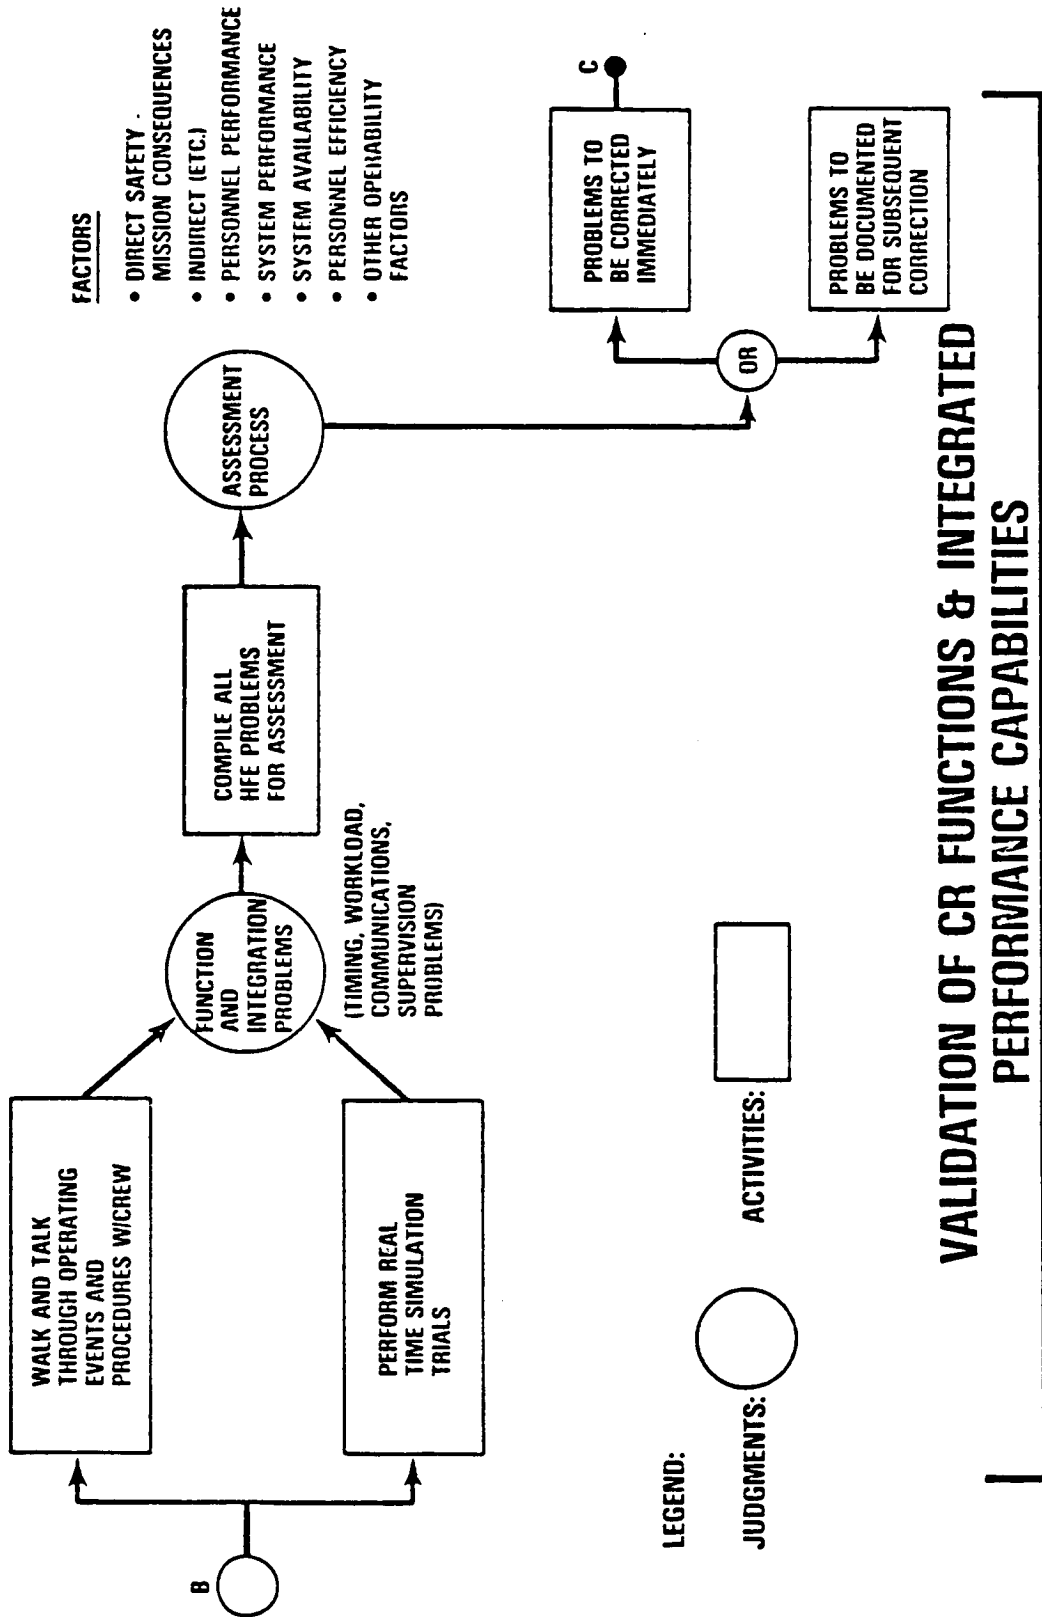 B
WALK AND TALK
THROUGH OPERATING
EVENTS AND
PROCEDURES W/CREW
PERFORM REAL
TIME SIMULATION
TRIALS
FUNCTION
AND
INTEGRATION
PROBLEMS
(TIMING, WORKLOAD,
COMMUNICATIONS,
SUPERVISION
PROBLEMS)
COMPILE ALL
HFE PROBLEMS
FOR ASSESSMENT
ASSESSMENT
PROCESS
FACTORS
• DIRECT SAFETY -
MISSION CONSEQUENCES
• INDIRECT (ETC.)
• PERSONNEL PERFORMANCE
• SYSTEM PERFORMANCE
• SYSTEM AVAILABILITY
• PERSONNEL EFFICIENCY
• OTHER OPERABILITY
FACTORS
OR
PROBLEMS TO
BE CORRECTED
IMMEDIATELY
C
PROBLEMS TO
BE DOCUMENTED
FOR SUBSEQUENT
CORRECTION
LEGEND:
JUDGMENTS:
ACTIVITIES:
VALIDATION OF CR FUNCTIONS & INTEGRATED
PERFORMANCE CAPABILITIES